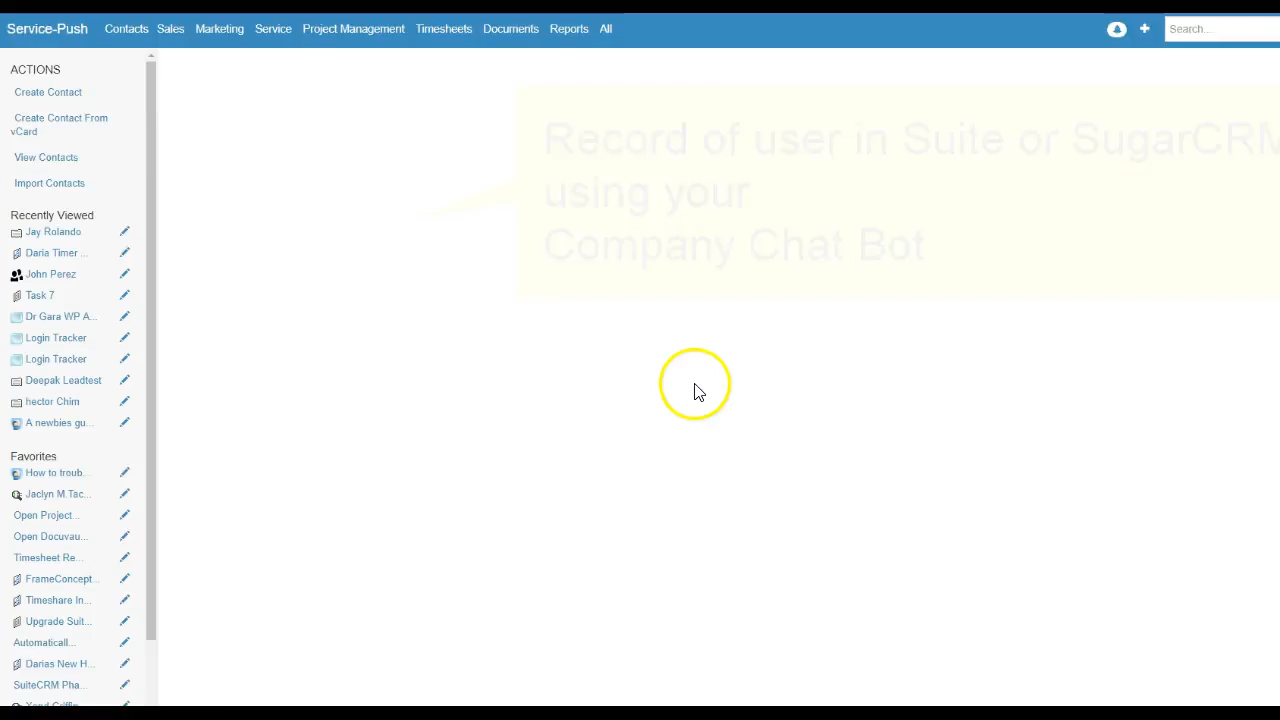 Service-Push Contacts Sales Marketing Service Project Management Timesheets Documents Reports All Search...
ACTIONS
Create Contact
Create Contact From
vCard
View Contacts
Import Contacts
Recently Viewed
Jay Rolando
Daria Timer ...
John Perez
Task 7
Dr Gara WP A...
Login Tracker
Login Tracker
Deepak Leadtest
hector Chim
A newbies gu...
Favorites
How to troub...
Jaclyn M.Tac...
Open Project...
Open Docuvau...
Timesheet Re...
FrameConcept...
Timeshare In...
Upgrade Suit...
Automaticall...
Darias New H...
SuiteCRM Pha...
Record of user in Suite or SugarCRM
using your
Company Chat Bot